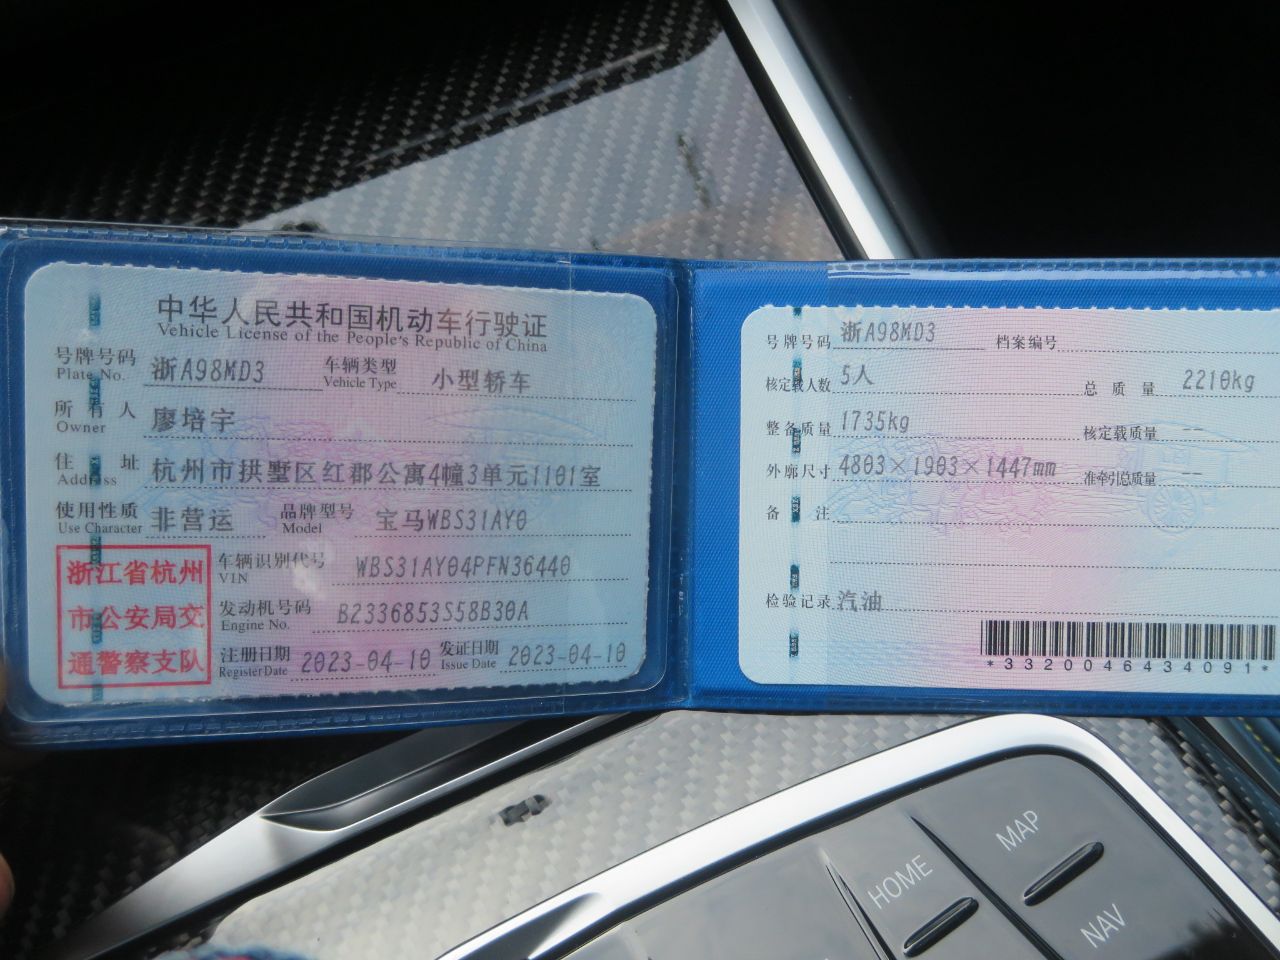 中华人民共和国机动车行驶证
Vehicle License of the People's Republic of China
号牌号码 浙A98MD3 车辆类型 小型轿车
Plate No. Vehicle Type
所有人 廖培宇
Owner
住址 杭州市拱墅区红郡公寓4幢3单元1101室
Address
使用性质 非营运 品牌型号 宝马WBS31AY0
Use Character Model
浙江省杭州
市公安局交
通警察支队
车辆识别代号 WBS31AY04PFN36440
VIN
发动机号码 B2336853S58B30A
Engine No.
注册日期 2023-04-10 发证日期 2023-04-10
Register Date Issue Date
号牌号码 浙A98MD3 档案编号
核定载人数 5人 总质量 2210kg
整备质量 1735kg 核定载质量 --
外廓尺寸 4803×1903×1447mm 准牵引总质量 --
备注
检验记录 汽油
*3320046434091*
HOME
MAP
NAV